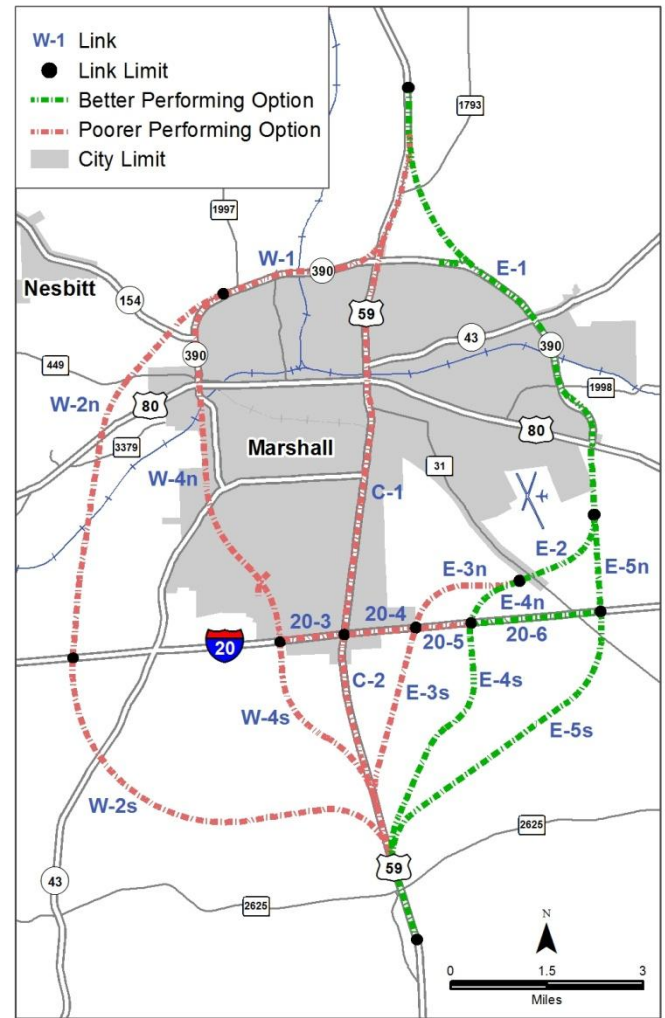 W-1 Link
Link Limit
Better Performing Option
Poorer Performing Option
City Limit
1793
1997
W-1
390
E-1
Nesbitt
154
59
43
390
390
449
1998
W-2n
80
80
3379
Marshall
31
W-4n
C-1
E-2
E-3n
E-5n
E-4n
20-3
20-4
20-5
20-6
20
C-2
E-3s
E-4s
W-4s
E-5s
W-2s
2625
59
43
2625
N
0 1.5 3
Miles